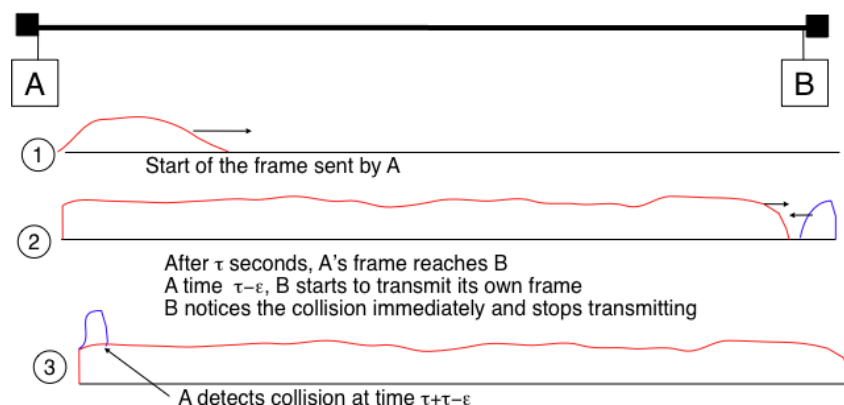 A
B
1
Start of the frame sent by A
2
After τ seconds, A's frame reaches B
A time τ−ε, B starts to transmit its own frame
B notices the collision immediately and stops transmitting
3
A detects collision at time τ+τ−ε